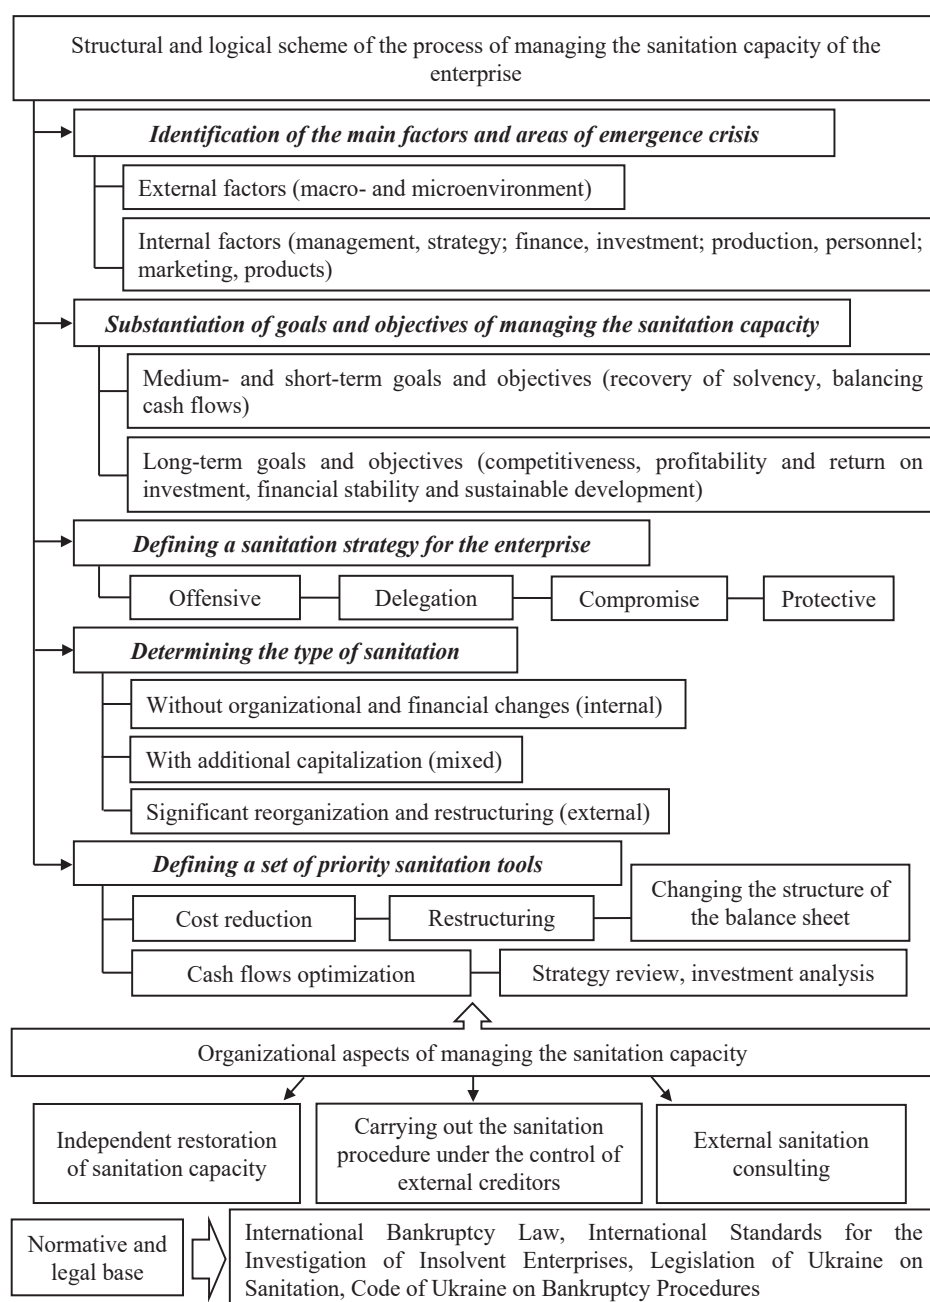 Structural and logical scheme of the process of managing the sanitation capacity of the
enterprise
Identification of the main factors and areas of emergence crisis
External factors (macro- and microenvironment)
Internal factors (management, strategy; finance, investment; production, personnel;
marketing, products)
Substantiation of goals and objectives of managing the sanitation capacity
Medium- and short-term goals and objectives (recovery of solvency, balancing
cash flows)
Long-term goals and objectives (competitiveness, profitability and return on
investment, financial stability and sustainable development)
Defining a sanitation strategy for the enterprise
Offensive
Delegation
Compromise
Protective
Determining the type of sanitation
Without organizational and financial changes (internal)
With additional capitalization (mixed)
Significant reorganization and restructuring (external)
Defining a set of priority sanitation tools
Cost reduction
Restructuring
Changing the structure of
the balance sheet
Cash flows optimization
Strategy review, investment analysis
Organizational aspects of managing the sanitation capacity
Independent restoration
of sanitation capacity
Carrying out the sanitation
procedure under the control of
external creditors
External sanitation
consulting
Normative and
legal base
International Bankruptcy Law, International Standards for the
Investigation of Insolvent Enterprises, Legislation of Ukraine on
Sanitation, Code of Ukraine on Bankruptcy Procedures